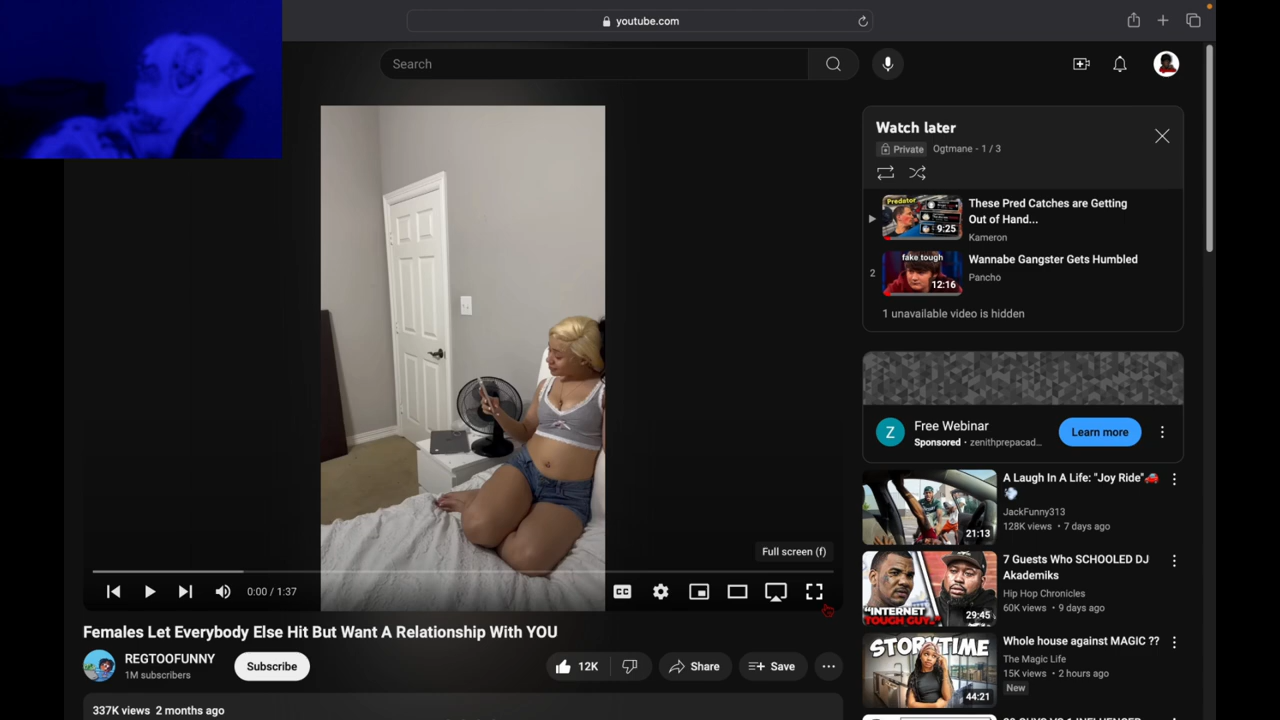 youtube.com
Search
Watch later
Private Ogtmane - 1 / 3
Predator
9:25
These Pred Catches are Getting
Out of Hand...
Kameron
2
fake tough
12:16
Wannabe Gangster Gets Humbled
Pancho
1 unavailable video is hidden
Z
Free Webinar
Sponsored • zenithprepacad...
Learn more
21:13
A Laugh In A Life: "Joy Ride"🚗
💨
JackFunny313
128K views • 7 days ago
"INTERNET
TOUGH GUY.."
29:45
7 Guests Who SCHOOLED DJ
Akademiks
Hip Hop Chronicles
60K views • 9 days ago
STORYTIME
44:21
Whole house against MAGIC ??
The Magic Life
15K views • 2 hours ago
New
Full screen (f)
0:00 / 1:37
CC
Females Let Everybody Else Hit But Want A Relationship With YOU
REGTOOFUNNY
1M subscribers
Subscribe
12K
Share
Save
337K views 2 months ago